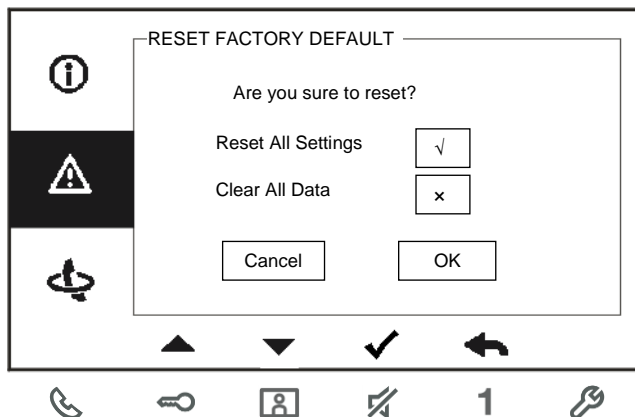 RESET FACTORY DEFAULT
Are you sure to reset?
Reset All Settings √
Clear All Data ×
Cancel OK
1